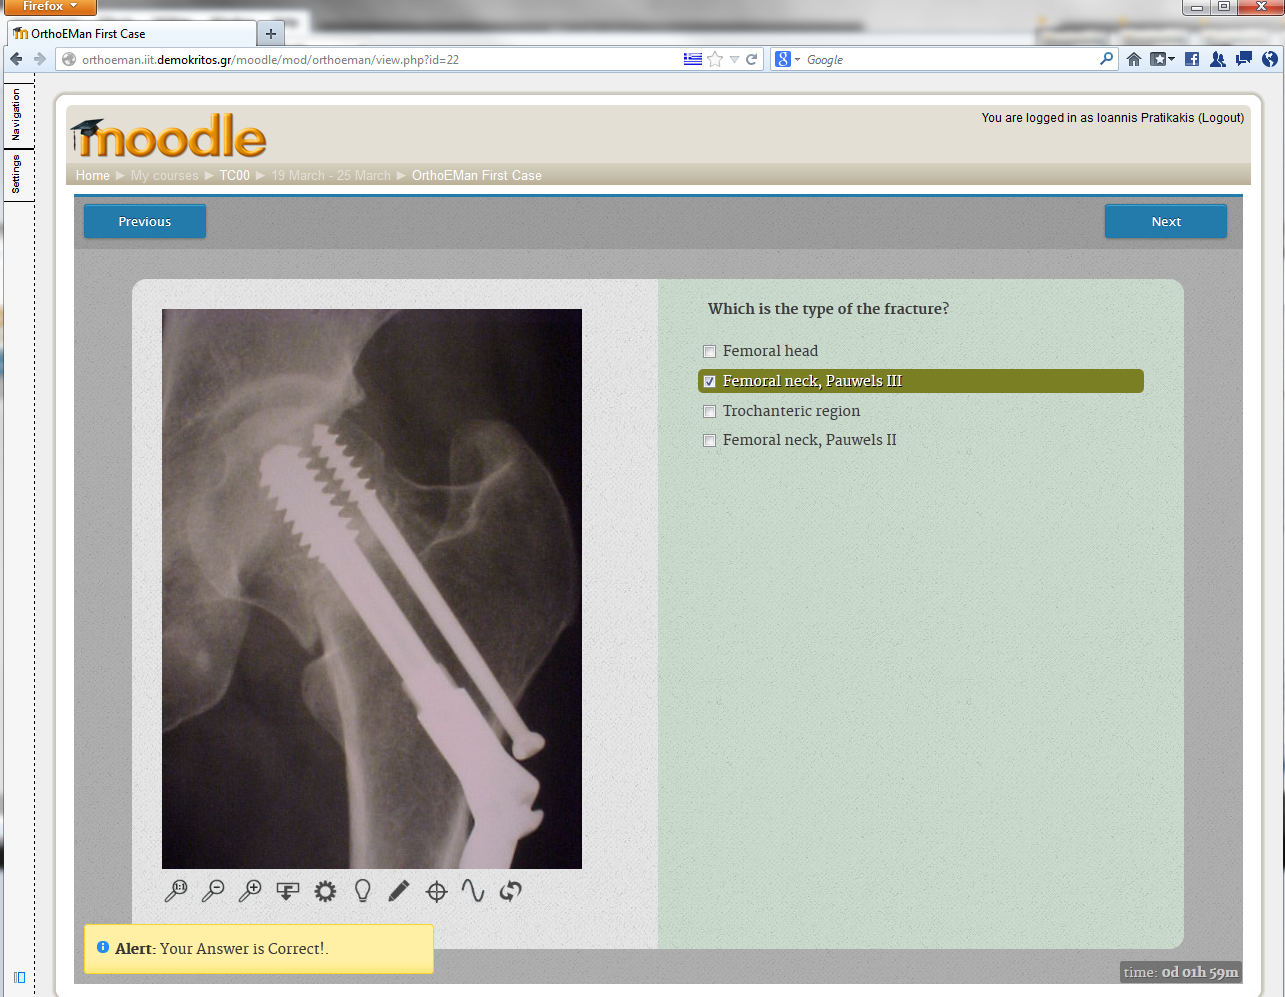 Firefox
OrthoEMan First Case
orthoeman.iit.demokritos.gr/moodle/mod/orthoeman/view.php?id=22
Google
Navigation
Settings
moodle
You are logged in as Ioannis Pratikakis (Logout)
Home ► My courses ► TC00 ► 19 March - 25 March ► OrthoEMan First Case
Previous
Next
Which is the type of the fracture?
Femoral head
Femoral neck, Pauwels III
Trochanteric region
Femoral neck, Pauwels II
1:1
Alert: Your Answer is Correct!.
time: 0d 01h 59m